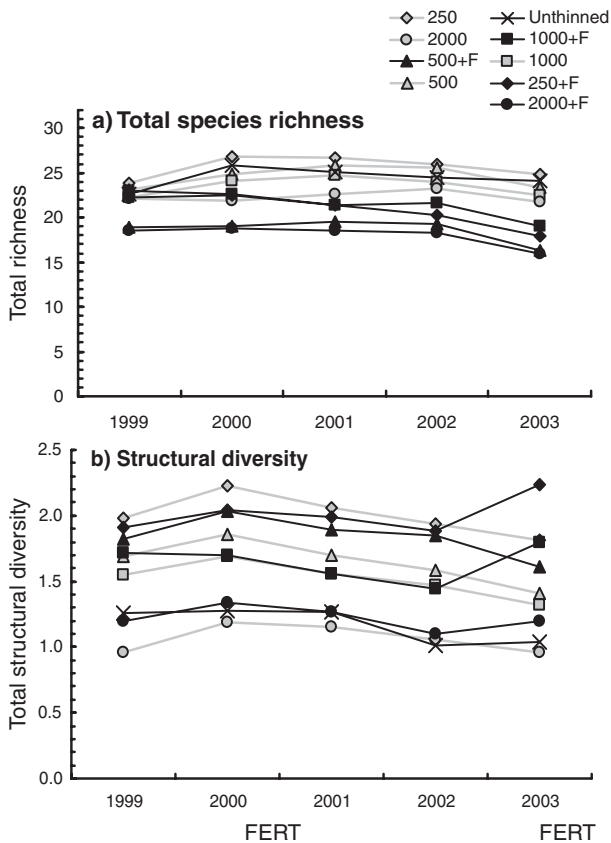 250
2000
500+F
500
Unthinned
1000+F
1000
250+F
2000+F
a) Total species richness
Total richness
30
25
20
15
10
5
0
1999 2000 2001 2002 2003
b) Structural diversity
Total structural diversity
2.5
2.0
1.5
1.0
0.5
0.0
1999 2000 2001 2002 2003
FERT FERT